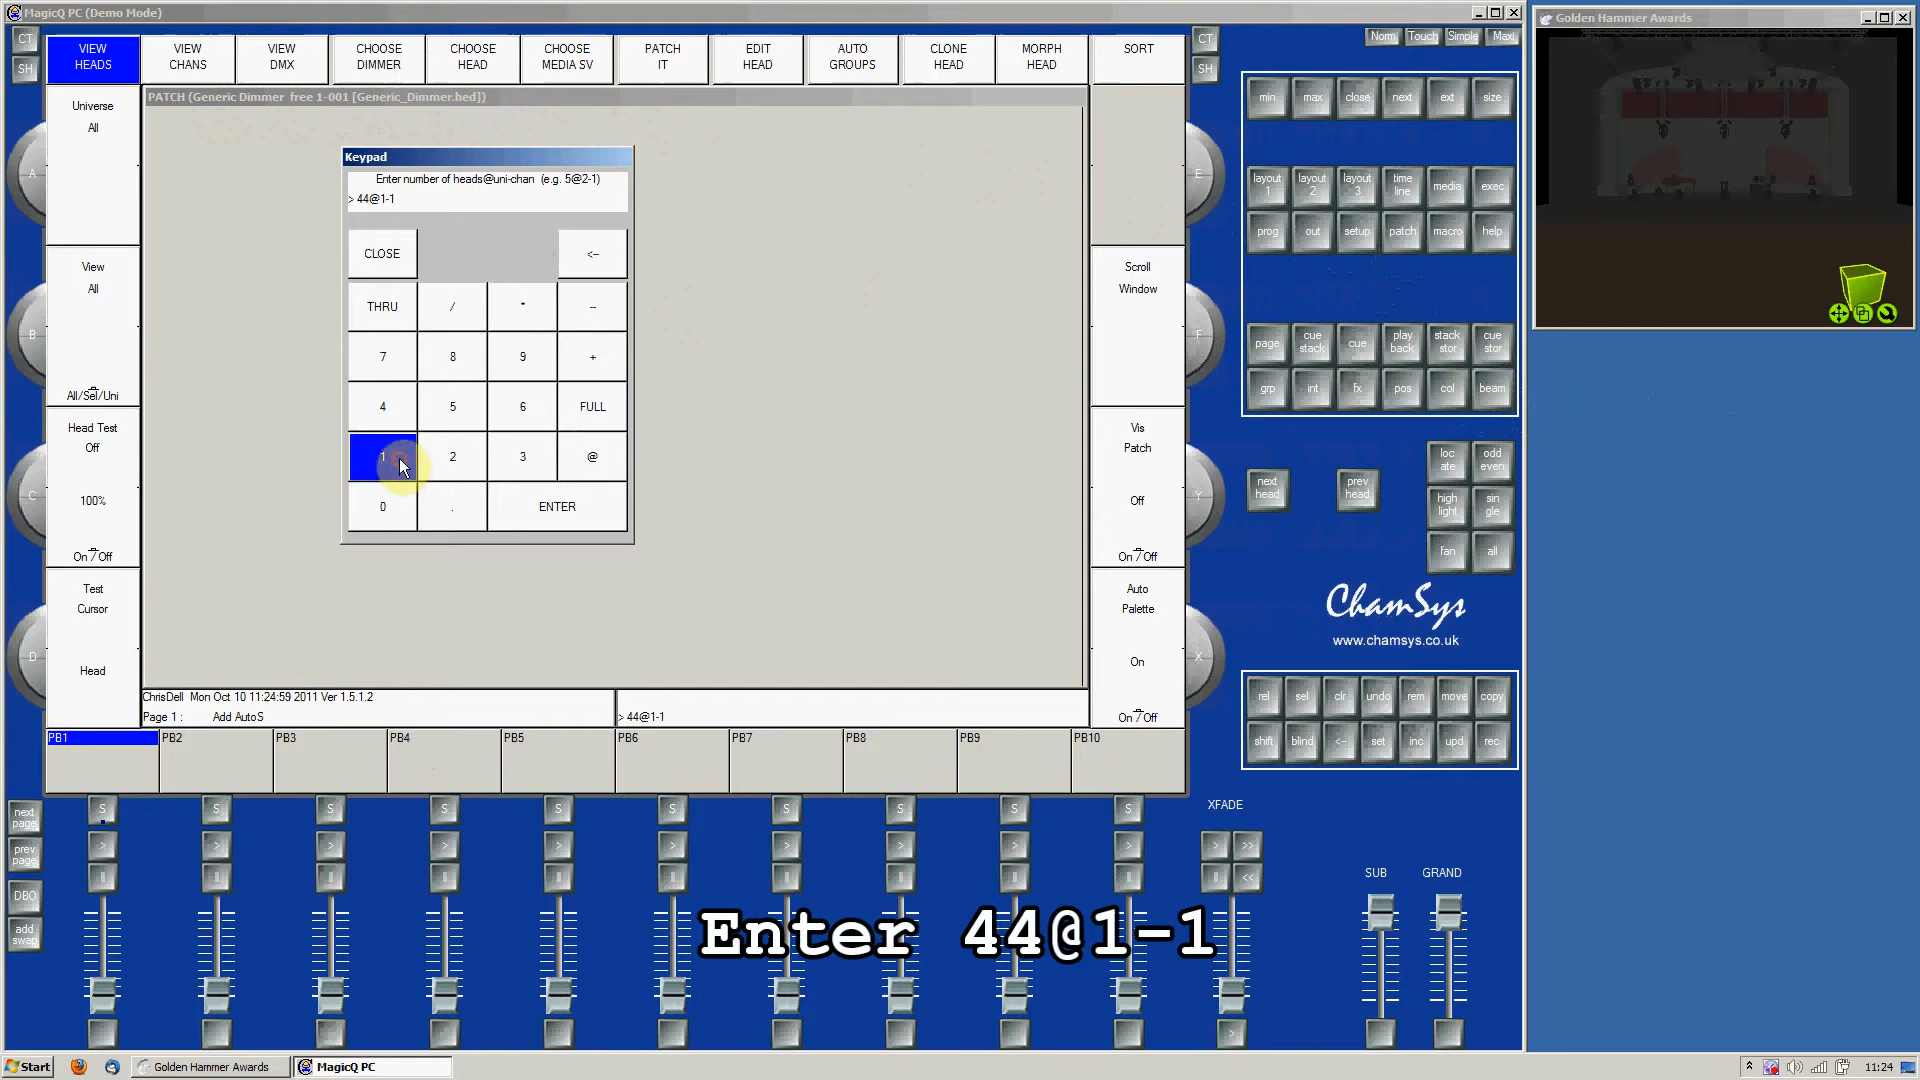 MagicQ PC (Demo Mode)
Golden Hammer Awards
CT
SH
VIEW HEADS
VIEW CHANS
VIEW DMX
CHOOSE DIMMER
CHOOSE HEAD
CHOOSE MEDIA SV
PATCH IT
EDIT HEAD
AUTO GROUPS
CLONE HEAD
MORPH HEAD
SORT
CT
SH
Norm
Touch
Simple
Maxi
PATCH (Generic Dimmer free 1-001 [Generic_Dimmer.hed])
Universe
All
A
View
All
B
All/Sel/Uni
Head Test
Off
C
100%
On / Off
Test
Cursor
D
Head
Keypad
Enter number of heads@uni-chan (e.g. 5@2-1)
> 44@1-1
CLOSE
<-
THRU
/
*
-
7
8
9
+
4
5
6
FULL
1
2
3
@
0
.
ENTER
E
Scroll
Window
F
Vis
Patch
Off
Y
On / Off
Auto
Palette
On
X
On / Off
min
max
close
next
ext
size
layout 1
layout 2
layout 3
time line
media
exec
prog
out
setup
patch
macro
help
page
cue stack
cue
play back
stack stor
cue stor
grp
int
fx
pos
col
beam
next head
prev head
loc ate
odd even
high light
sin gle
fan
all
ChamSys
www.chamsys.co.uk
rel
sel
clr
undo
rem
move
copy
shift
blind
<-
set
inc
upd
rec
ChrisDell Mon Oct 10 11:24:59 2011 Ver 1.5.1.2
Page 1 : Add AutoS
> 44@1-1
PB1
PB2
PB3
PB4
PB5
PB6
PB7
PB8
PB9
PB10
next page
prev page
DBO
add swap
S
S
S
S
S
S
S
S
S
S
XFADE
>
>
>
>
>
>
>
>
>
>
>
>>
||
||
||
||
||
||
||
||
||
||
||
<<
SUB
GRAND
Enter 44@1-1
>
Start
Golden Hammer Awards
MagicQ PC
11:24